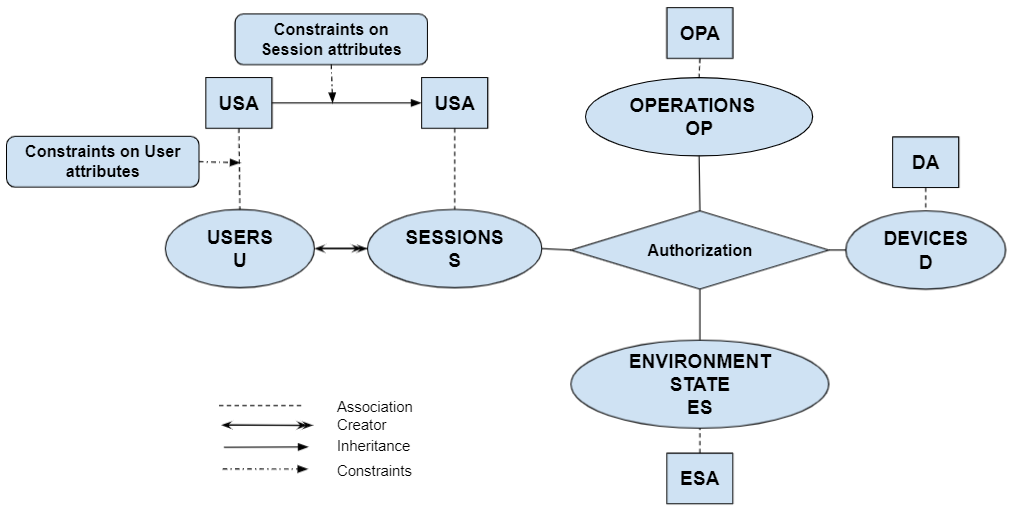 Constraints on
Session attributes
OPA
USA
USA
OPERATIONS
OP
Constraints on User
attributes
DA
USERS
U
SESSIONS
S
Authorization
DEVICES
D
ENVIRONMENT
STATE
ES
ESA
Association
Creator
Inheritance
Constraints